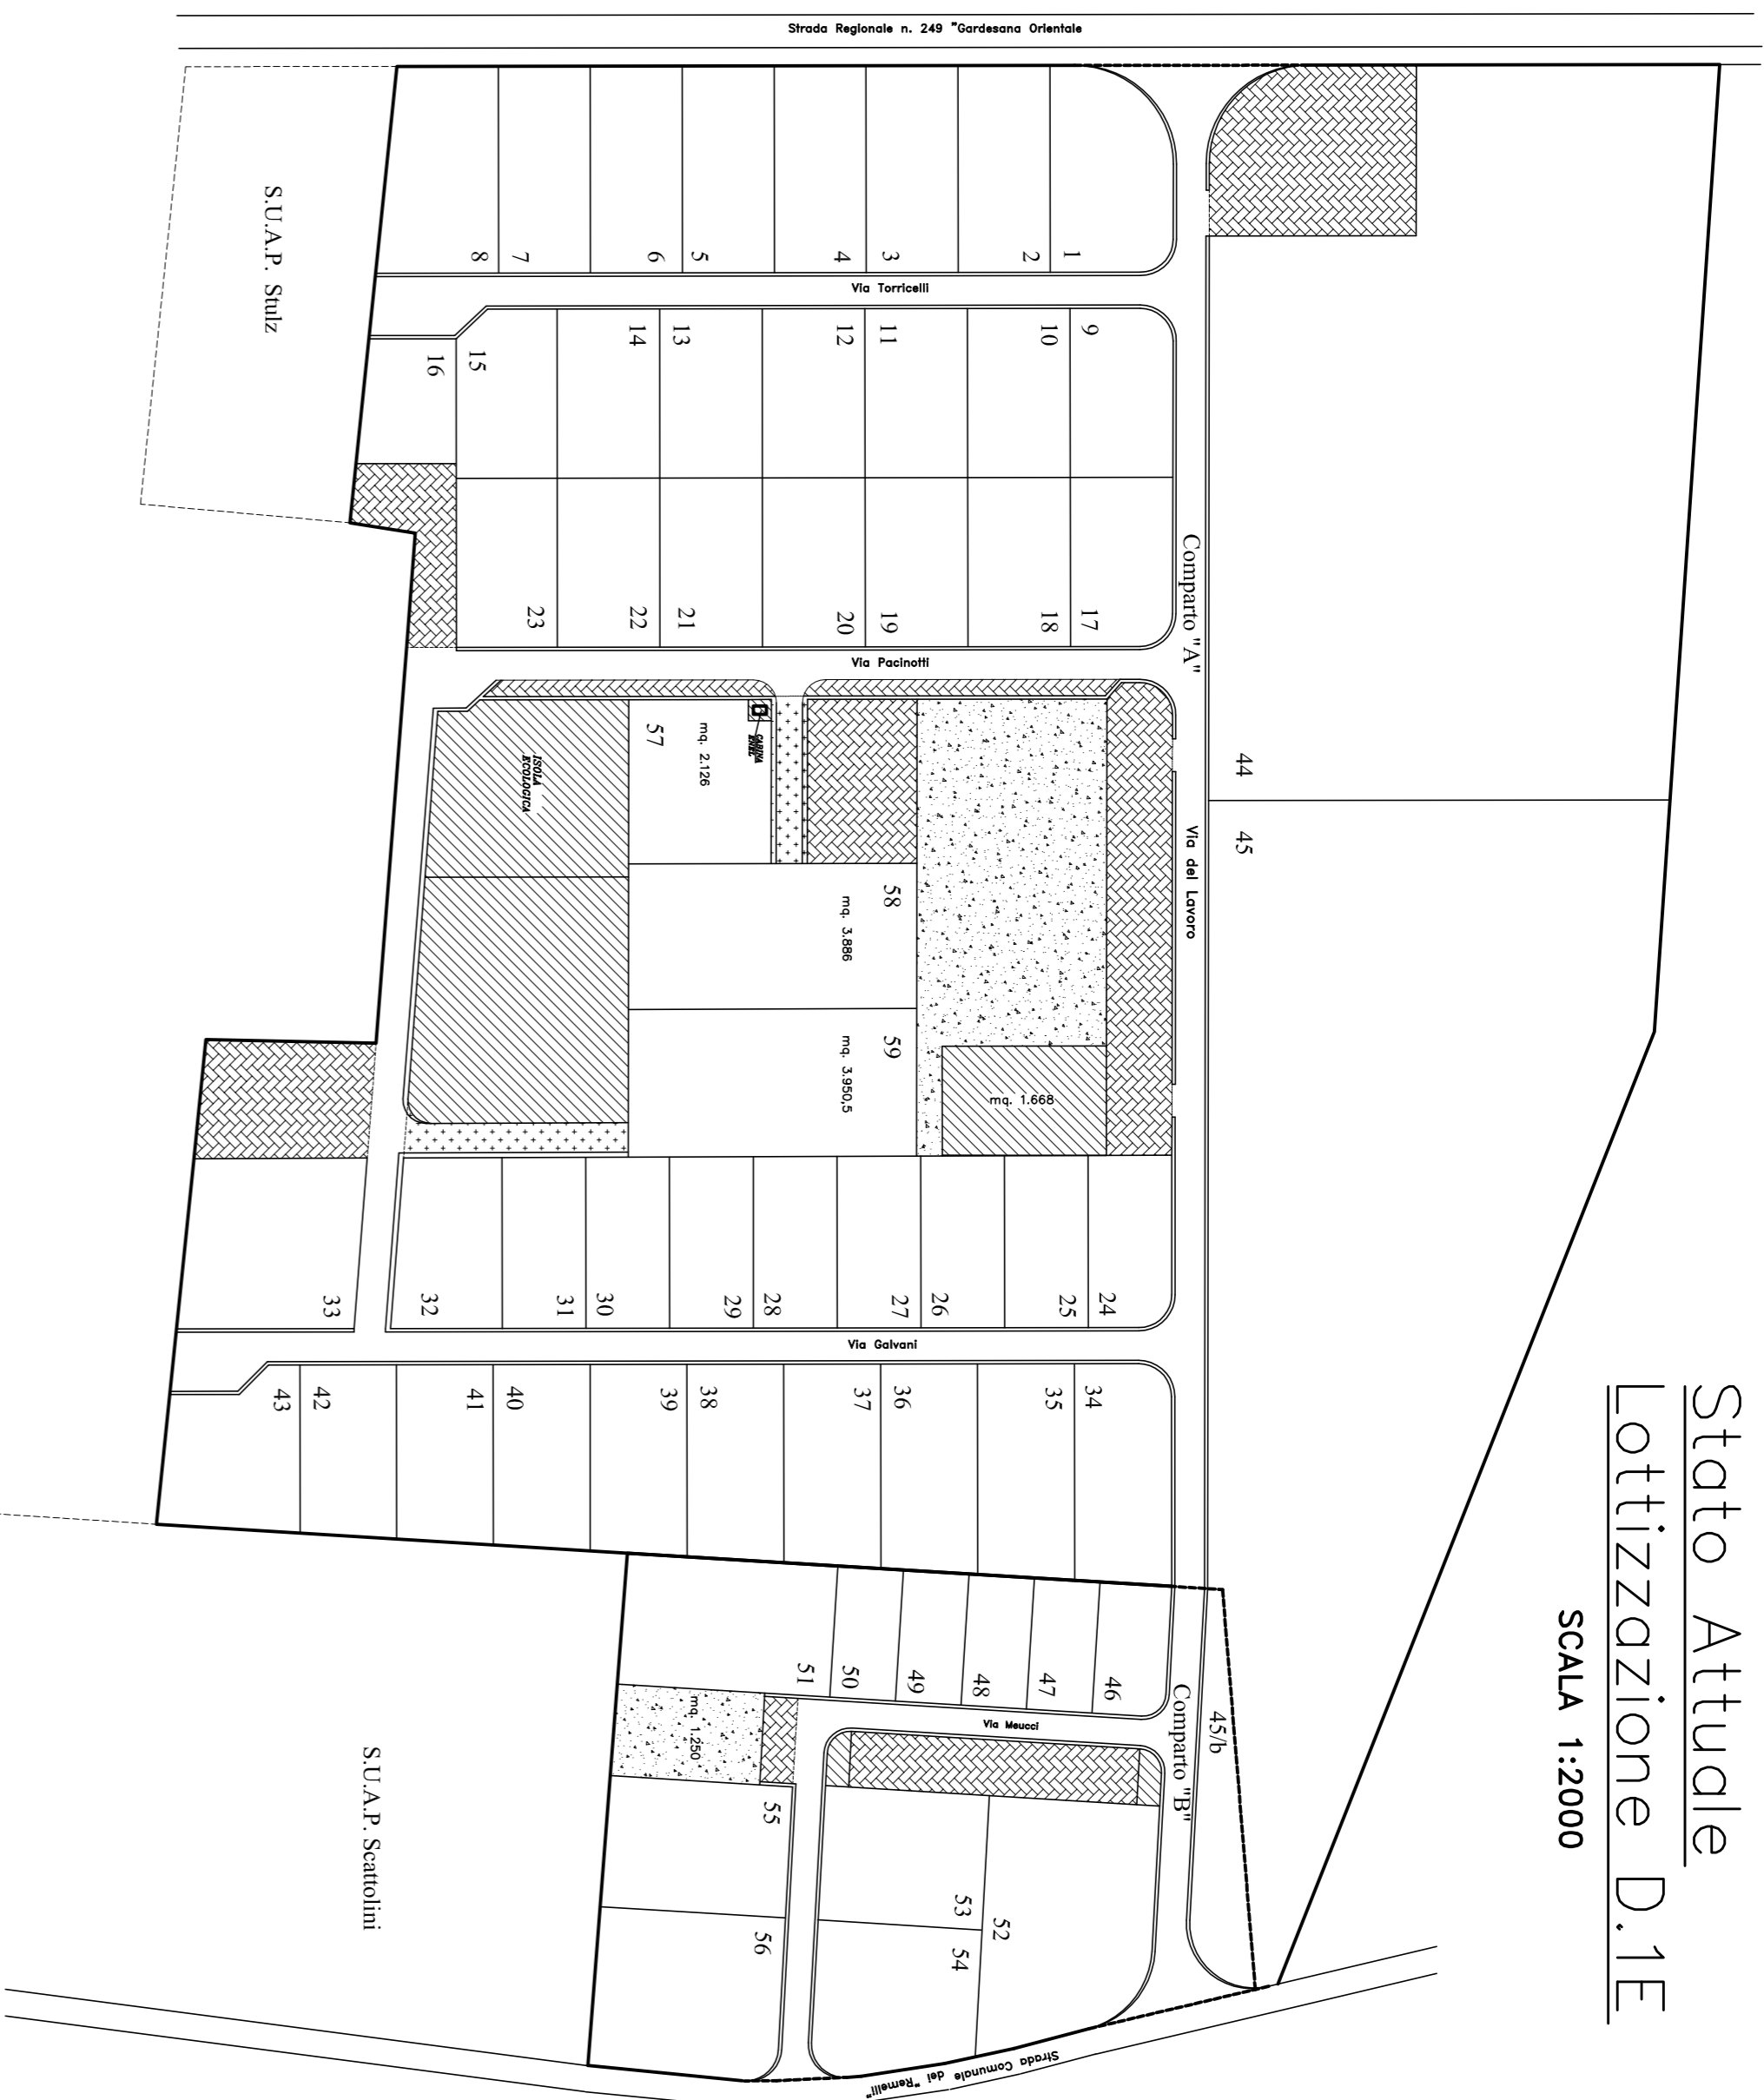 Stato Attuale
Lottizzazione D.1E
SCALA 1:2000
Strada Regionale n. 249 "Gardesana Orientale
S.U.A.P. Stulz
8
7
6
5
4
3
2
1
Via Torricelli
16
15
14
13
12
11
10
9
23
22
21
20
19
18
17
Comparto "A"
Via Pacinotti
44
45
Via del Lavoro
ISOLA
ECOLOGICA
57
mq. 2.126
CABINA
ENEL
58
mq. 3.886
59
mq. 3.950,5
mq. 1.668
33
32
31
30
29
28
27
26
25
24
Via Galvani
43
42
41
40
39
38
37
36
35
34
51
50
49
48
47
46
Via Meucci
Comparto "B"
45/b
mq. 1.250
55
56
53
54
52
S.U.A.P. Scattolini
Strada Comunale dei "Remelli"